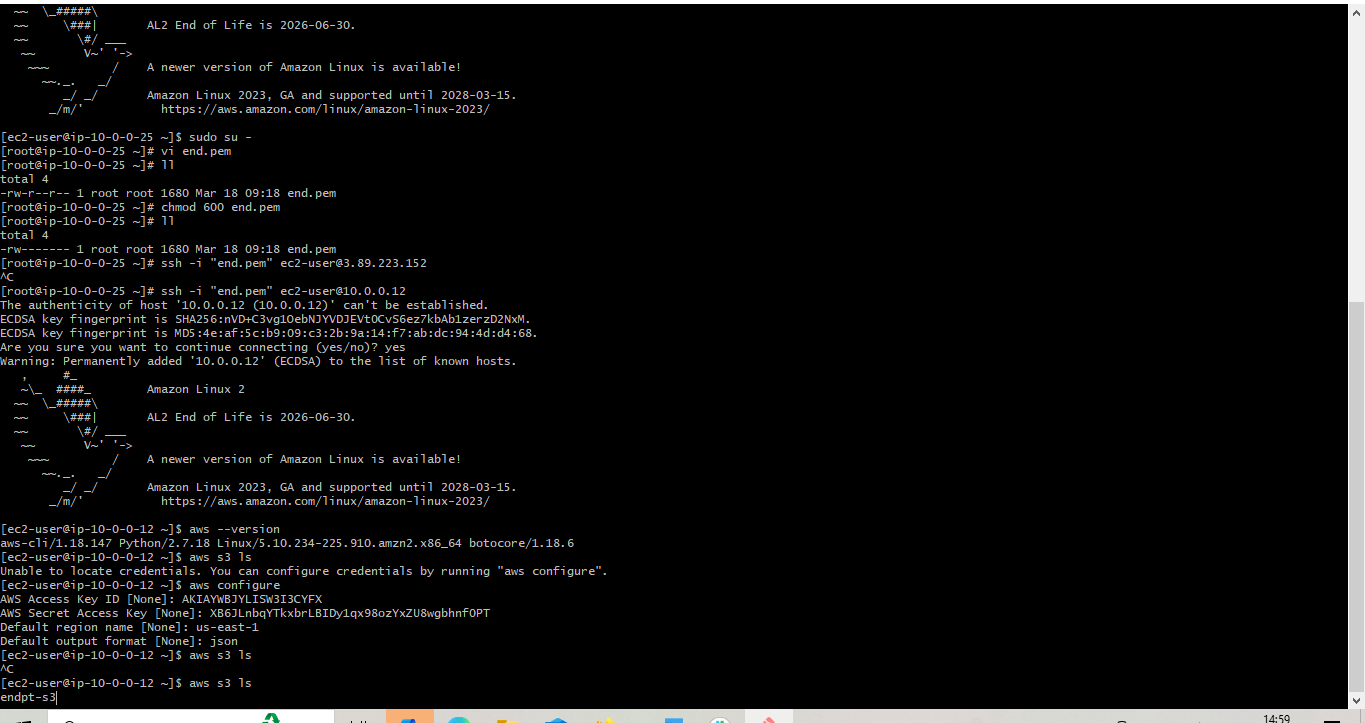 ~~  \_#####\
~~     \###|       AL2 End of Life is 2026-06-30.
~~       \#/ ___
~~       V~' '->
~~~         /    A newer version of Amazon Linux is available!
~~._.   _/
_/ _/       Amazon Linux 2023, GA and supported until 2028-03-15.
_/m/'           https://aws.amazon.com/linux/amazon-linux-2023/
[ec2-user@ip-10-0-0-25 ~]$ sudo su -
[root@ip-10-0-0-25 ~]# vi end.pem
[root@ip-10-0-0-25 ~]# ll
total 4
-rw-r--r-- 1 root root 1680 Mar 18 09:18 end.pem
[root@ip-10-0-0-25 ~]# chmod 600 end.pem
[root@ip-10-0-0-25 ~]# ll
total 4
-rw------- 1 root root 1680 Mar 18 09:18 end.pem
[root@ip-10-0-0-25 ~]# ssh -i "end.pem" ec2-user@3.89.223.152
^C
[root@ip-10-0-0-25 ~]# ssh -i "end.pem" ec2-user@10.0.0.12
The authenticity of host '10.0.0.12 (10.0.0.12)' can't be established.
ECDSA key fingerprint is SHA256:nVD+C3vg1OebNJYVDJEVtOCvS6ez7kbAb1zerzD2NxM.
ECDSA key fingerprint is MD5:4e:af:5c:b9:09:c3:2b:9a:14:f7:ab:dc:94:4d:d4:68.
Are you sure you want to continue connecting (yes/no)? yes
Warning: Permanently added '10.0.0.12' (ECDSA) to the list of known hosts.
,     #_
~\_  ####_        Amazon Linux 2
~~  \_#####\
~~     \###|       AL2 End of Life is 2026-06-30.
~~       \#/ ___
~~       V~' '->
~~~         /    A newer version of Amazon Linux is available!
~~._.   _/
_/ _/       Amazon Linux 2023, GA and supported until 2028-03-15.
_/m/'           https://aws.amazon.com/linux/amazon-linux-2023/
[ec2-user@ip-10-0-0-12 ~]$ aws --version
aws-cli/1.18.147 Python/2.7.18 Linux/5.10.234-225.910.amzn2.x86_64 botocore/1.18.6
[ec2-user@ip-10-0-0-12 ~]$ aws s3 ls
Unable to locate credentials. You can configure credentials by running "aws configure".
[ec2-user@ip-10-0-0-12 ~]$ aws configure
AWS Access Key ID [None]: AKIAYWBJYLISW3I3CYFX
AWS Secret Access Key [None]: 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
Default region name [None]: us-east-1
Default output format [None]: json
[ec2-user@ip-10-0-0-12 ~]$ aws s3 ls
^C
[ec2-user@ip-10-0-0-12 ~]$ aws s3 ls
endpt-s3
14:59